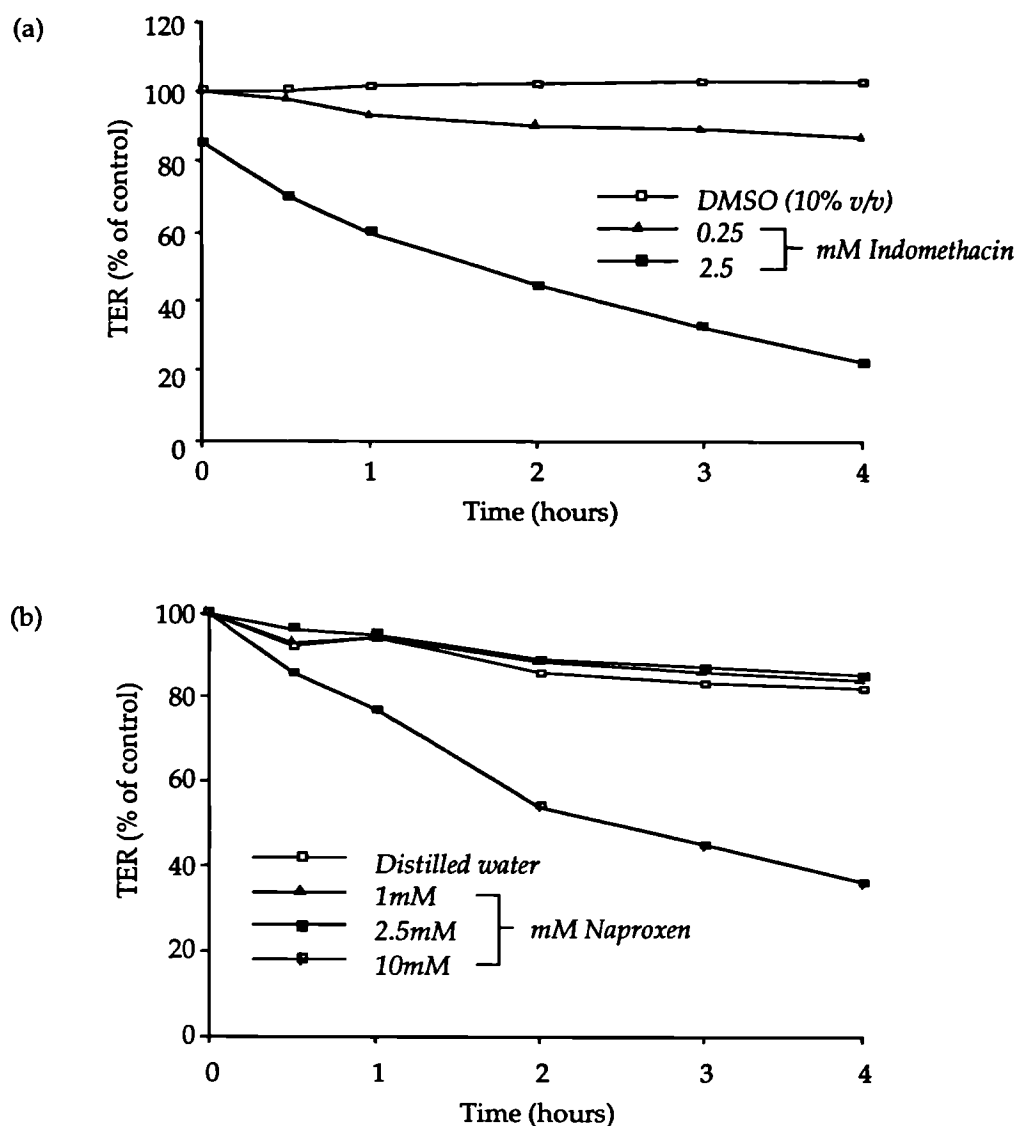 (a)
120
100
80
60
40
20
0
TER (% of control)
DMSO (10% v/v)
0.25
2.5
mM Indomethacin
0 1 2 3 4
Time (hours)
(b)
100
80
60
40
20
0
TER (% of control)
Distilled water
1mM
2.5mM
10mM
mM Naproxen
0 1 2 3 4
Time (hours)